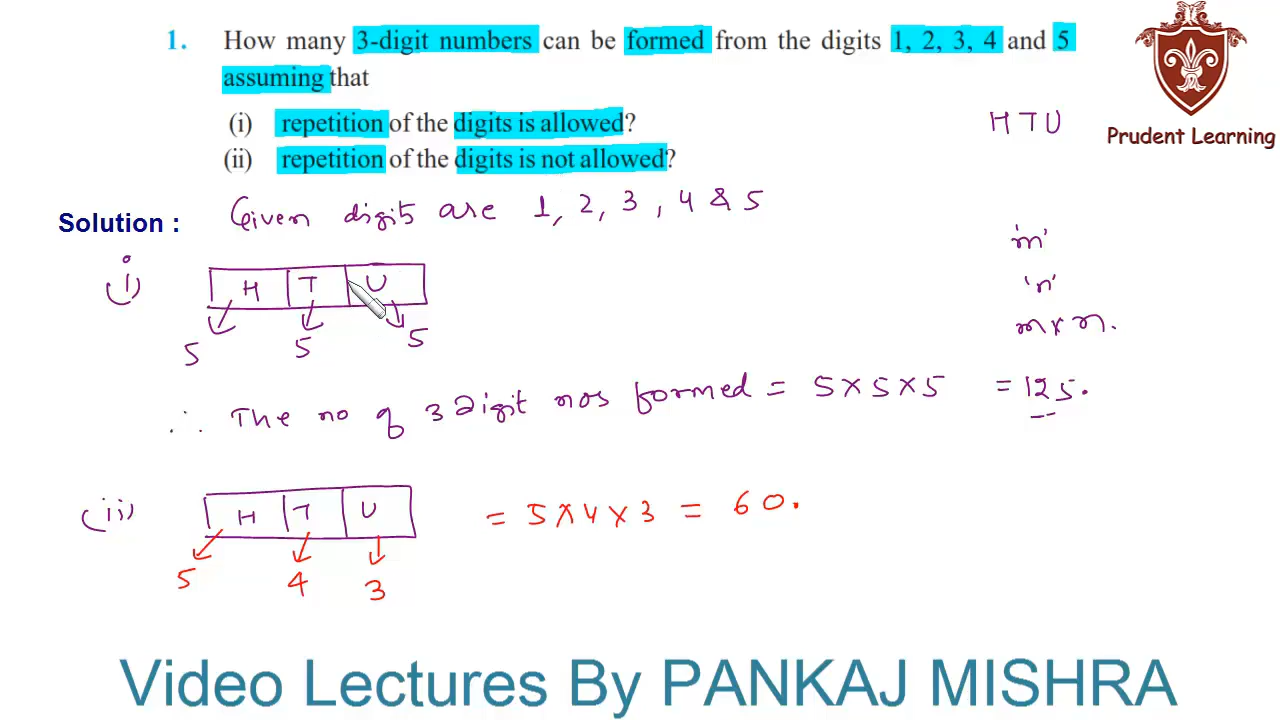 1. How many 3-digit numbers can be formed from the digits 1, 2, 3, 4 and 5
assuming that
(i) repetition of the digits is allowed?
(ii) repetition of the digits is not allowed?
H T U
Prudent Learning
Solution : Given digits are 1, 2, 3, 4 & 5
(i) H T U
5 5 5
'm'
'n'
m x n.
∴ The no of 3 Digit nos formed = 5 × 5 × 5 = 125.
(ii) H T U = 5 × 4 × 3 = 60.
5 4 3
Video Lectures By PANKAJ MISHRA